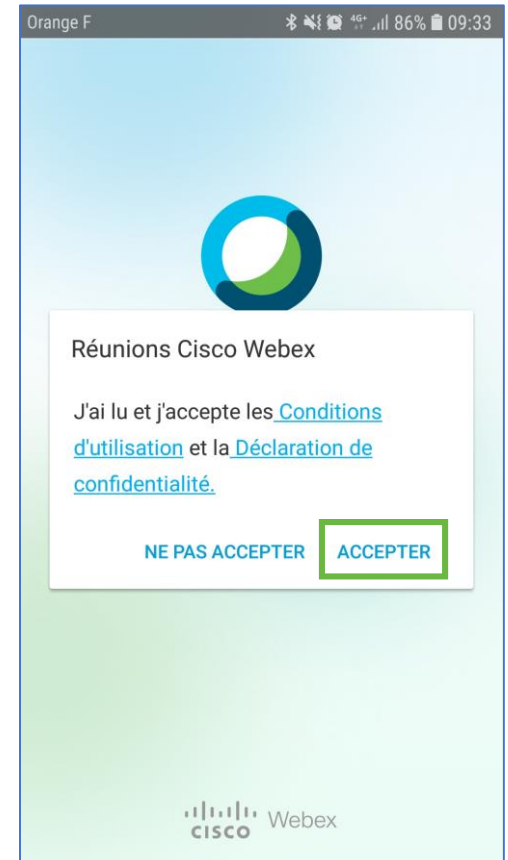 Orange F 4G+ 86% 09:33
Réunions Cisco Webex
J'ai lu et j'accepte les Conditions
d'utilisation et la Déclaration de
confidentialité.
NE PAS ACCEPTER ACCEPTER
CISCO Webex